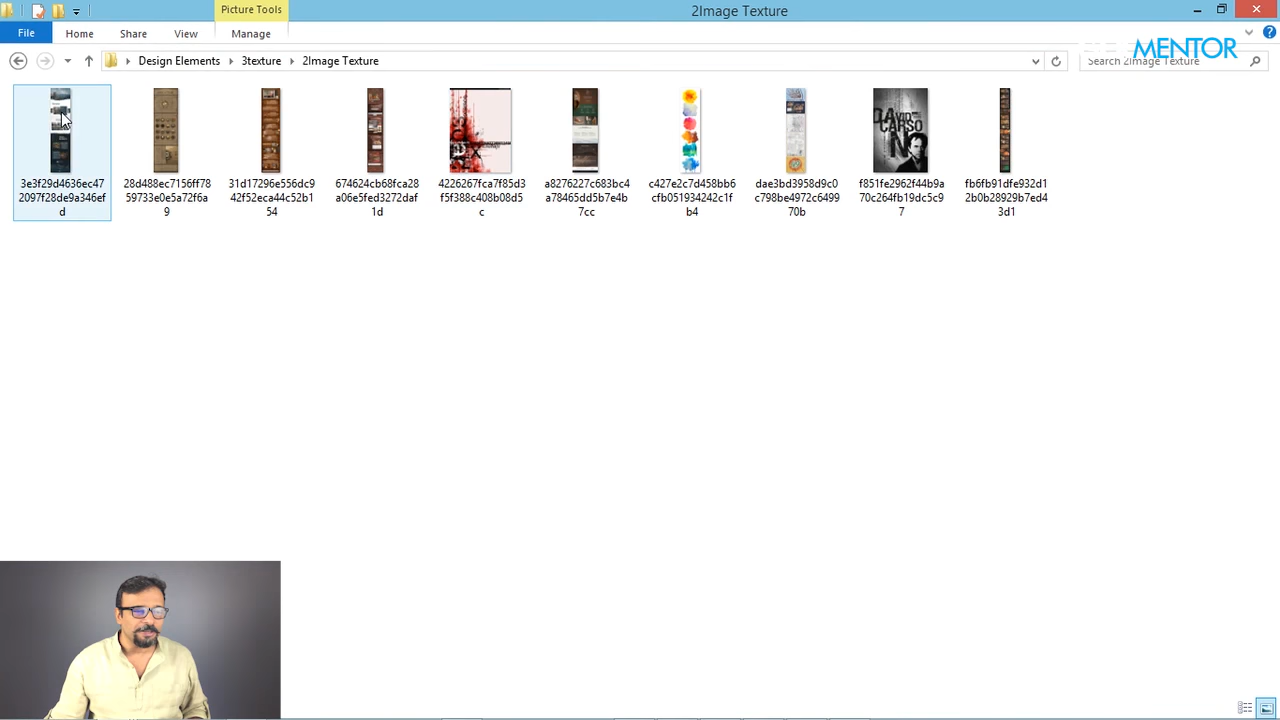 Picture Tools
2Image Texture
File
Home
Share
View
Manage
MENTOR
Design Elements
3texture
2Image Texture
Search 2Image Texture
3e3f29d4636ec47
2097f28de9a346ef
d
28d488ec7156ff78
59733e0e5a72f6a
9
31d17296e556dc9
42f52eca44c52b1
54
674624cb68fca28
a06e5fed3272daf
1d
4226267fca7f85d3
f5f388c408b08d5
c
a8276227c683bc4
a78465dd5b7e4b
7cc
c427e2c7d458bb6
cfb051934242c1f
b4
dae3bd3958d9c0
c798be4972c6499
70b
f851fe2962f44b9a
70c264fb19dc5c9
7
fb6fb91dfe932d1
2b0b28929b7ed4
3d1
DAVID
CARSO
N